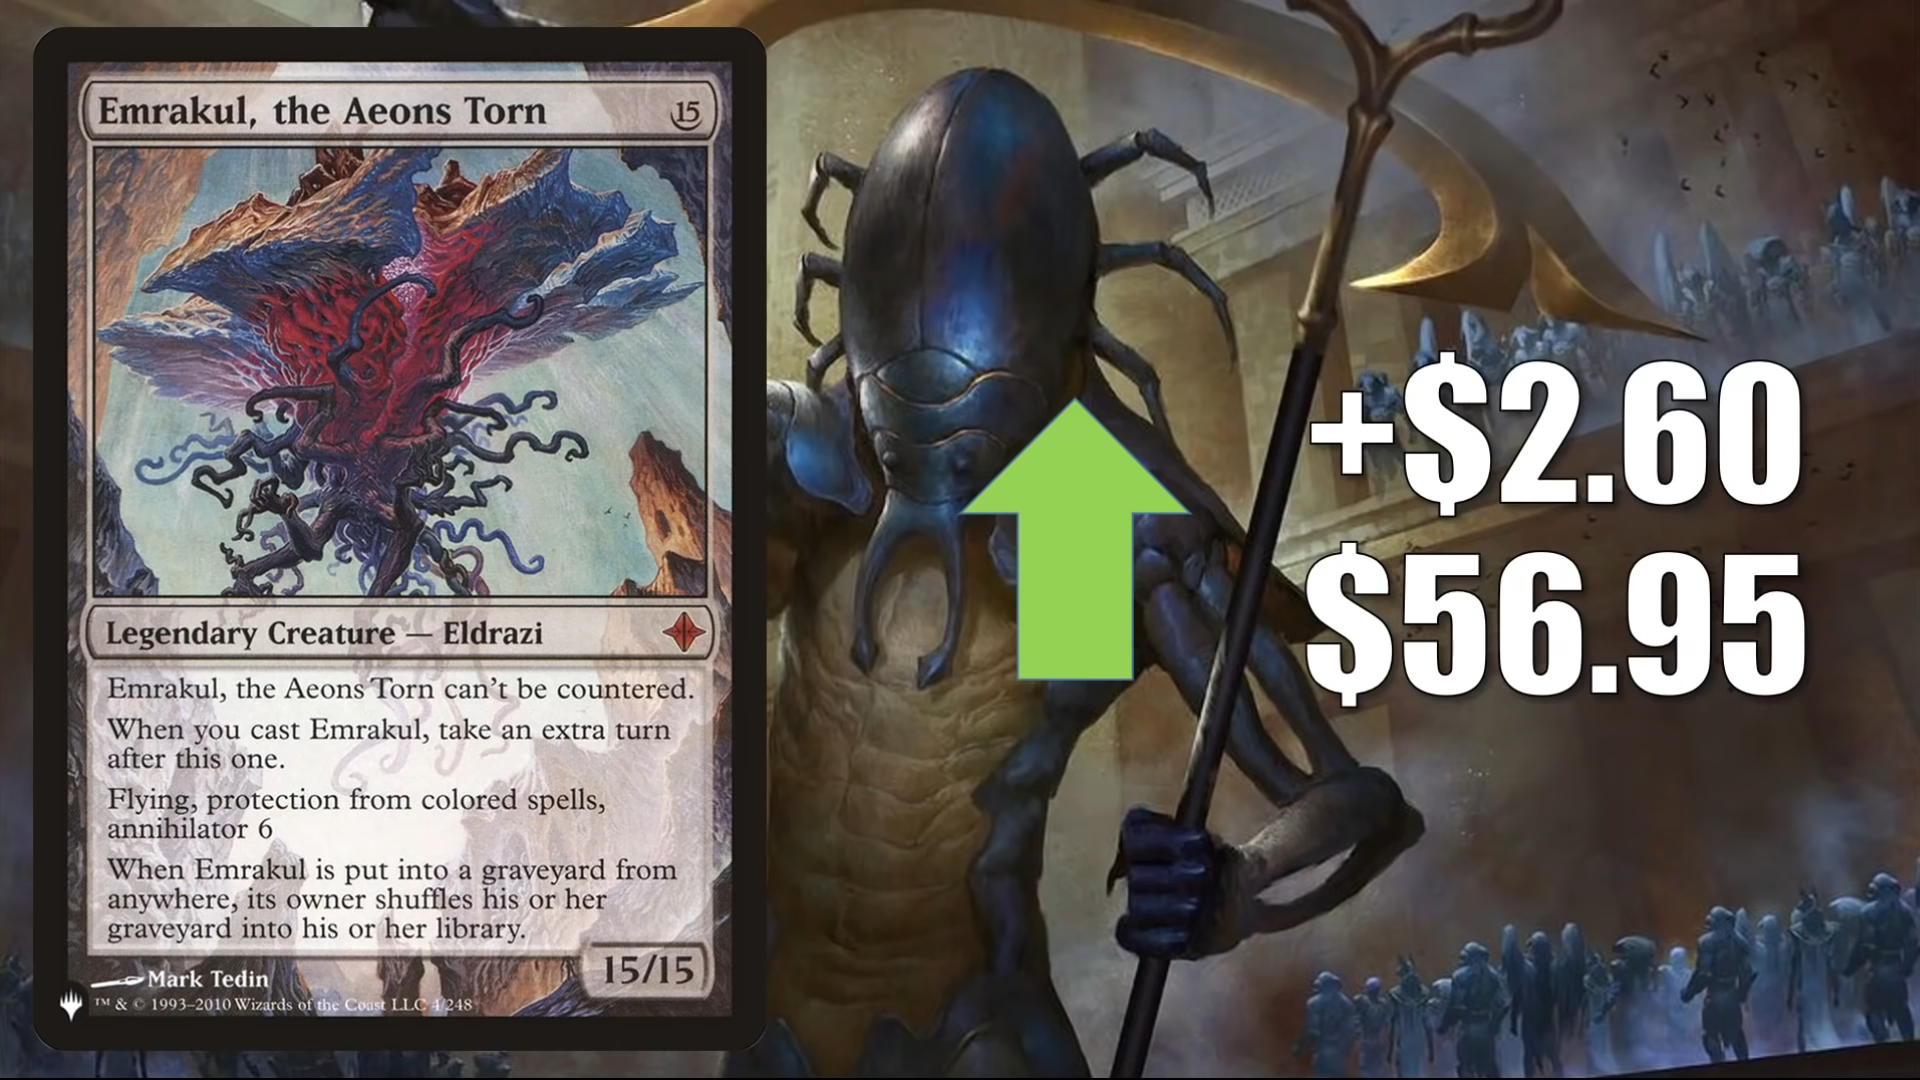 Emrakul, the Aeons Torn 15
Legendary Creature — Eldrazi
Emrakul, the Aeons Torn can't be countered.
When you cast Emrakul, take an extra turn
after this one.
Flying, protection from colored spells,
annihilator 6
When Emrakul is put into a graveyard from
anywhere, its owner shuffles his or her
graveyard into his or her library.
15/15
Mark Tedin
™ & © 1993–2010 Wizards of the Coast LLC 4/248
+$2.60
$56.95